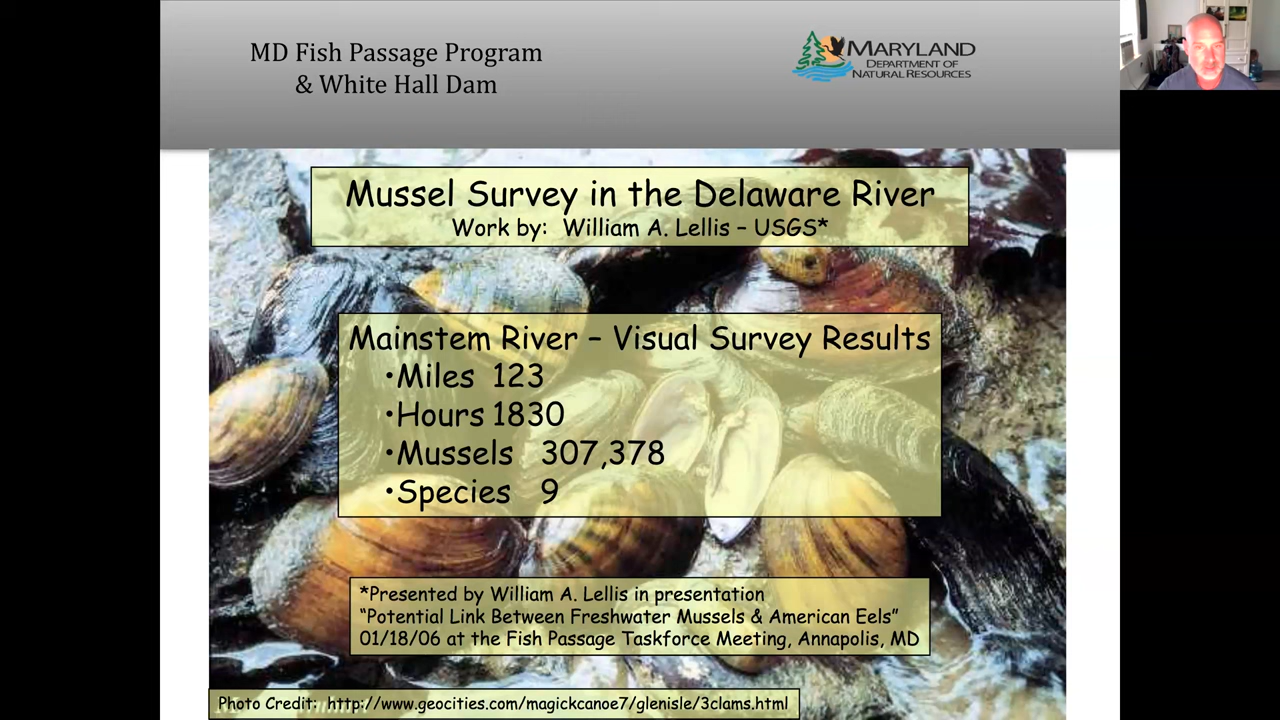 MD Fish Passage Program
& White Hall Dam
MARYLAND
DEPARTMENT OF
NATURAL RESOURCES
Mussel Survey in the Delaware River
Work by: William A. Lellis – USGS*
Mainstem River – Visual Survey Results
•Miles 123
•Hours 1830
•Mussels 307,378
•Species 9
*Presented by William A. Lellis in presentation
“Potential Link Between Freshwater Mussels & American Eels”
01/18/06 at the Fish Passage Taskforce Meeting, Annapolis, MD
Photo Credit: http://www.geocities.com/magickcanoe7/glenisle/3clams.html